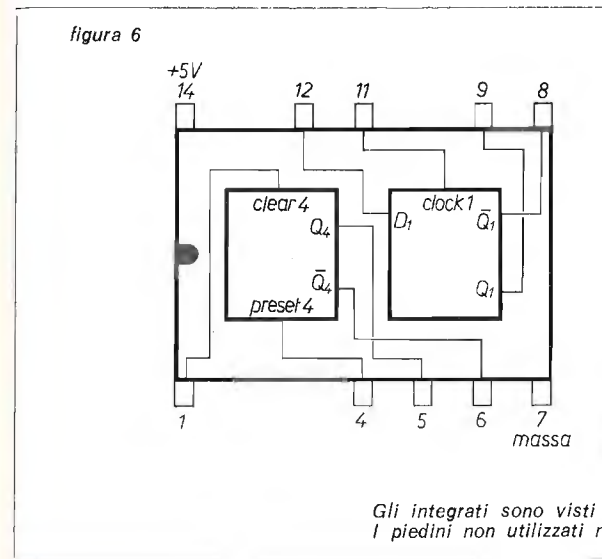 figura 6
+5V
14 12 11 9 8
clear 4 clock 1
Q4 D1 Q̄1
Q̄4 Q1
preset 4
1 4 5 6 7
massa
Gli integrati sono visti
I piedini non utilizzati